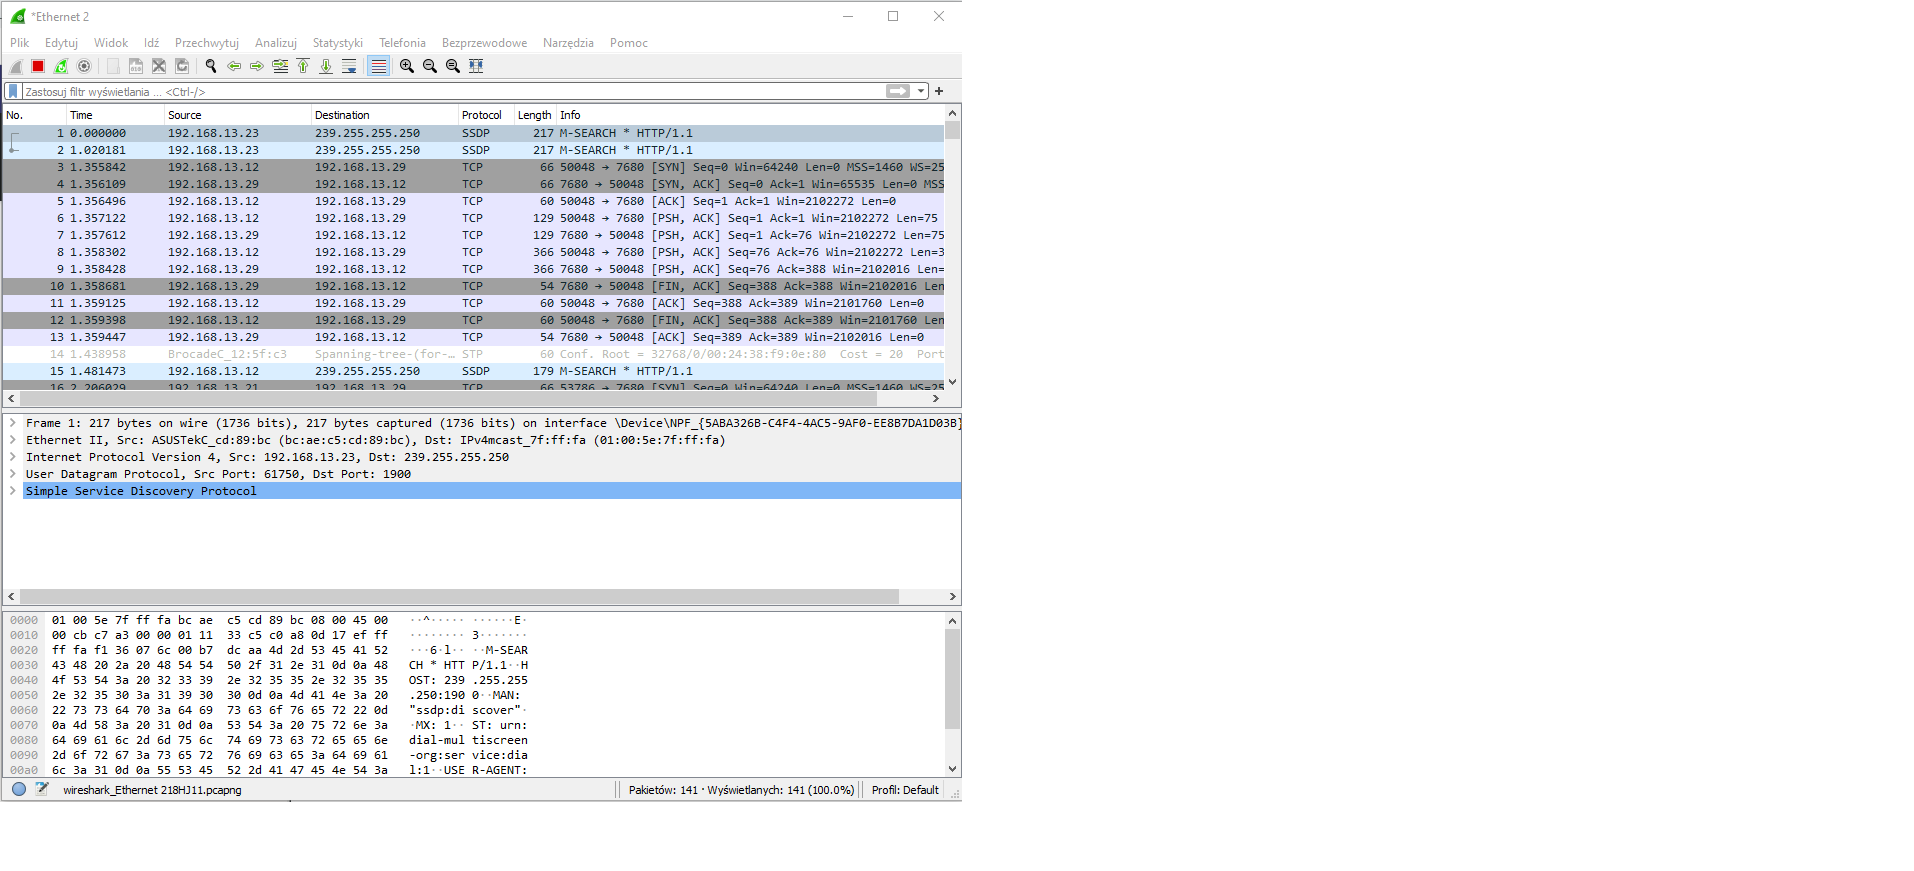 *Ethernet 2
Plik Edytuj Widok Idź Przechwytuj Analizuj Statystyki Telefonia Bezprzewodowe Narzędzia Pomoc
Zastosuj filtr wyświetlania ... <Ctrl-/>
No. Time Source Destination Protocol Length Info
1 0.000000 192.168.13.23 239.255.255.250 SSDP 217 M-SEARCH * HTTP/1.1
2 1.020181 192.168.13.23 239.255.255.250 SSDP 217 M-SEARCH * HTTP/1.1
3 1.355842 192.168.13.12 192.168.13.29 TCP 66 50048 → 7680 [SYN] Seq=0 Win=64240 Len=0 MSS=1460 WS=25
4 1.356109 192.168.13.29 192.168.13.12 TCP 66 7680 → 50048 [SYN, ACK] Seq=0 Ack=1 Win=65535 Len=0 MSS
5 1.356496 192.168.13.12 192.168.13.29 TCP 60 50048 → 7680 [ACK] Seq=1 Ack=1 Win=2102272 Len=0
6 1.357122 192.168.13.12 192.168.13.29 TCP 129 50048 → 7680 [PSH, ACK] Seq=1 Ack=1 Win=2102272 Len=75
7 1.357612 192.168.13.29 192.168.13.12 TCP 129 7680 → 50048 [PSH, ACK] Seq=1 Ack=76 Win=2102272 Len=75
8 1.358302 192.168.13.12 192.168.13.29 TCP 366 50048 → 7680 [PSH, ACK] Seq=76 Ack=76 Win=2102272 Len=3
9 1.358428 192.168.13.29 192.168.13.12 TCP 366 7680 → 50048 [PSH, ACK] Seq=76 Ack=388 Win=2102016 Len=
10 1.358681 192.168.13.29 192.168.13.12 TCP 54 7680 → 50048 [FIN, ACK] Seq=388 Ack=388 Win=2102016 Len
11 1.359125 192.168.13.12 192.168.13.29 TCP 60 50048 → 7680 [ACK] Seq=388 Ack=389 Win=2101760 Len=0
12 1.359398 192.168.13.12 192.168.13.29 TCP 60 50048 → 7680 [FIN, ACK] Seq=388 Ack=389 Win=2101760 Len
13 1.359447 192.168.13.29 192.168.13.12 TCP 54 7680 → 50048 [ACK] Seq=389 Ack=389 Win=2102016 Len=0
14 1.438958 BrocadeC_12:5f:c3 Spanning-tree-(for-… STP 60 Conf. Root = 32768/0/00:24:38:f9:0e:80 Cost = 20 Port
15 1.481473 192.168.13.12 239.255.255.250 SSDP 179 M-SEARCH * HTTP/1.1
16 2.206029 192.168.13.21 192.168.13.29 TCP 66 53786 → 7680 [SYN] Seq=0 Win=64240 Len=0 MSS=1460 WS=25
Frame 1: 217 bytes on wire (1736 bits), 217 bytes captured (1736 bits) on interface \Device\NPF_{5ABA326B-C4F4-4AC5-9AF0-EE8B7DA1D03B}
Ethernet II, Src: ASUSTekC_cd:89:bc (bc:ae:c5:cd:89:bc), Dst: IPv4mcast_7f:ff:fa (01:00:5e:7f:ff:fa)
Internet Protocol Version 4, Src: 192.168.13.23, Dst: 239.255.255.250
User Datagram Protocol, Src Port: 61750, Dst Port: 1900
Simple Service Discovery Protocol
0000 01 00 5e 7f ff fa bc ae c5 cd 89 bc 08 00 45 00 ··^····· ······E·
0010 00 cb c7 a3 00 00 01 11 33 c5 c0 a8 0d 17 ef ff ········ 3·······
0020 ff fa f1 36 07 6c 00 b7 dc aa 4d 2d 53 45 41 52 ···6·l·· ··M-SEAR
0030 43 48 20 2a 20 48 54 54 50 2f 31 2e 31 0d 0a 48 CH * HTT P/1.1··H
0040 4f 53 54 3a 20 32 33 39 2e 32 35 35 2e 32 35 35 OST: 239 .255.255
0050 2e 32 35 30 3a 31 39 30 30 0d 0a 4d 41 4e 3a 20 .250:190 0··MAN:
0060 22 73 73 64 70 3a 64 69 73 63 6f 76 65 72 22 0d "ssdp:di scover"·
0070 0a 4d 58 3a 20 31 0d 0a 53 54 3a 20 75 72 6e 3a ·MX: 1·· ST: urn:
0080 64 69 61 6c 2d 6d 75 6c 74 69 73 63 72 65 65 6e dial-mul tiscreen
0090 2d 6f 72 67 3a 73 65 72 76 69 63 65 3a 64 69 61 -org:ser vice:dia
00a0 6c 3a 31 0d 0a 55 53 45 52 2d 41 47 45 4e 54 3a l:1··USE R-AGENT:
wireshark_Ethernet 218HJ11.pcapng Pakietów: 141 · Wyświetlanych: 141 (100.0%) Profil: Default